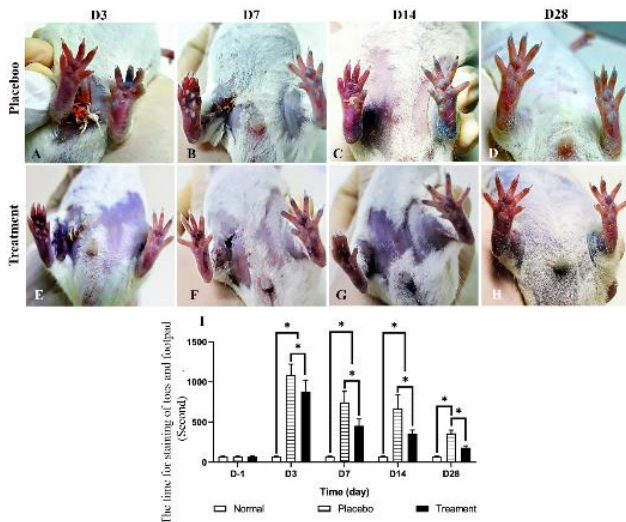 D3 D7 D14 D28
Placeboo
A B C D
Treatment
E F G H
I
The time for staining of toes and footpad
(Second)
1500
1000
500
0
* * * *
* * * *
D-1 D3 D7 D14 D28
Time (day)
Normal Placebo Treament